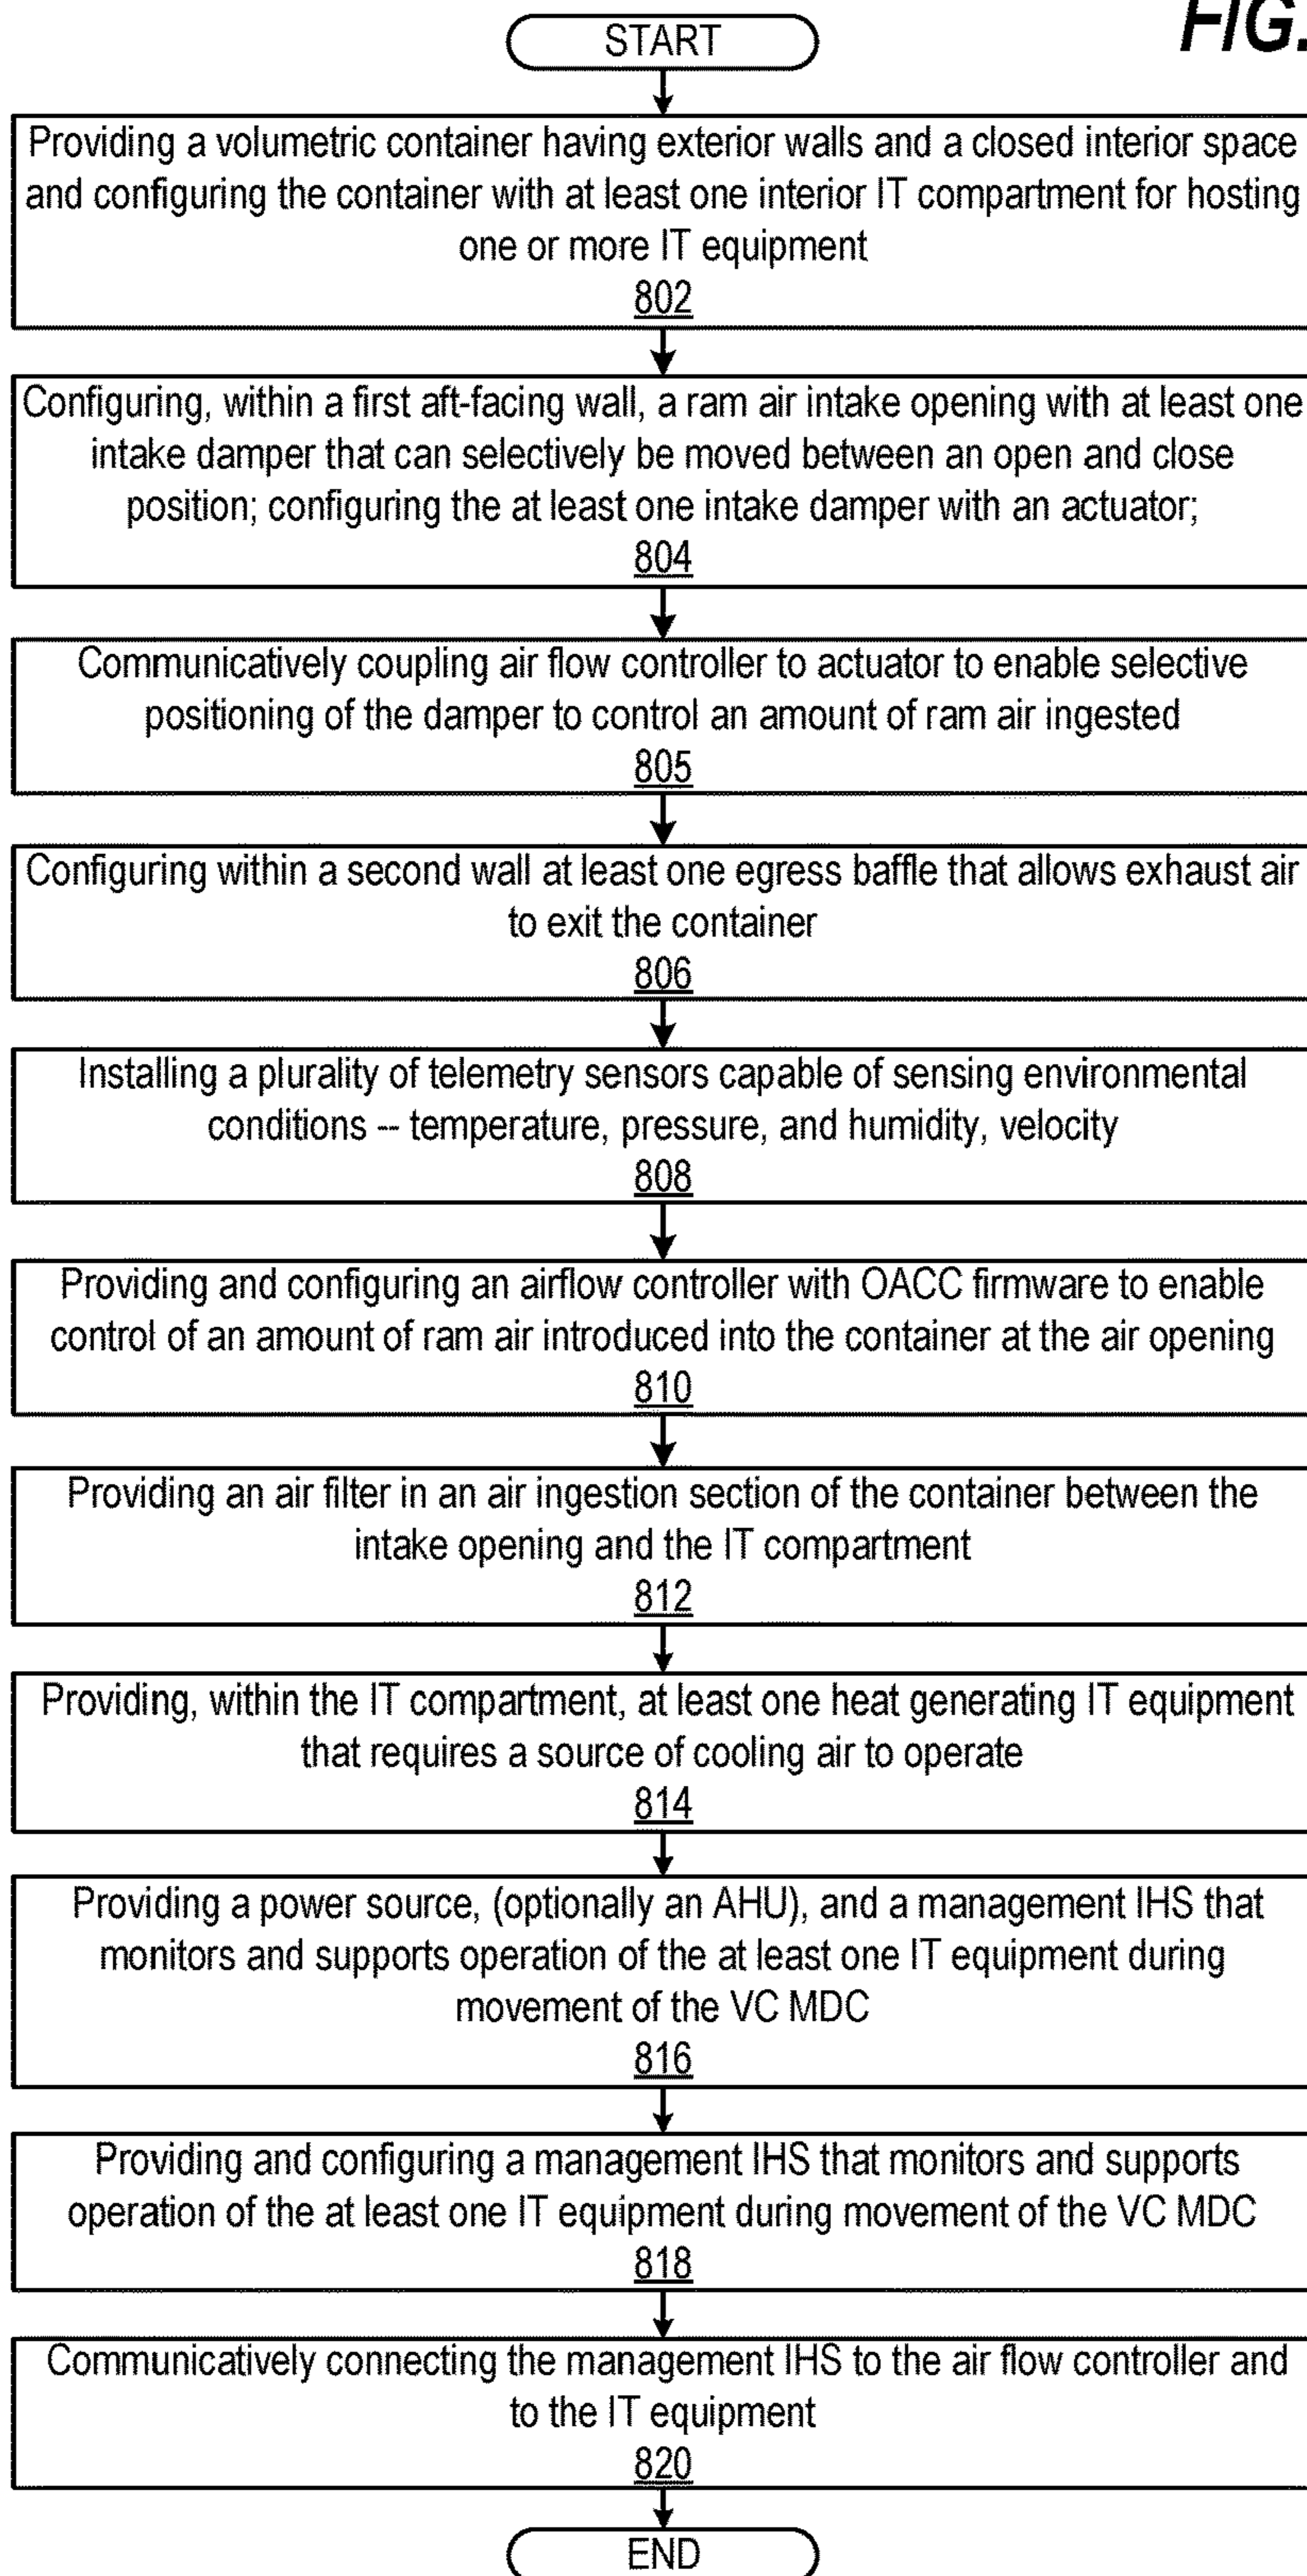 FIG.
START
Providing a volumetric container having exterior walls and a closed interior space
and configuring the container with at least one interior IT compartment for hosting
one or more IT equipment
802
Configuring, within a first aft-facing wall, a ram air intake opening with at least one
intake damper that can selectively be moved between an open and close
position; configuring the at least one intake damper with an actuator;
804
Communicatively coupling air flow controller to actuator to enable selective
positioning of the damper to control an amount of ram air ingested
805
Configuring within a second wall at least one egress baffle that allows exhaust air
to exit the container
806
Installing a plurality of telemetry sensors capable of sensing environmental
conditions -- temperature, pressure, and humidity, velocity
808
Providing and configuring an airflow controller with OACC firmware to enable
control of an amount of ram air introduced into the container at the air opening
810
Providing an air filter in an air ingestion section of the container between the
intake opening and the IT compartment
812
Providing, within the IT compartment, at least one heat generating IT equipment
that requires a source of cooling air to operate
814
Providing a power source, (optionally an AHU), and a management IHS that
monitors and supports operation of the at least one IT equipment during
movement of the VC MDC
816
Providing and configuring a management IHS that monitors and supports
operation of the at least one IT equipment during movement of the VC MDC
818
Communicatively connecting the management IHS to the air flow controller and
to the IT equipment
820
END